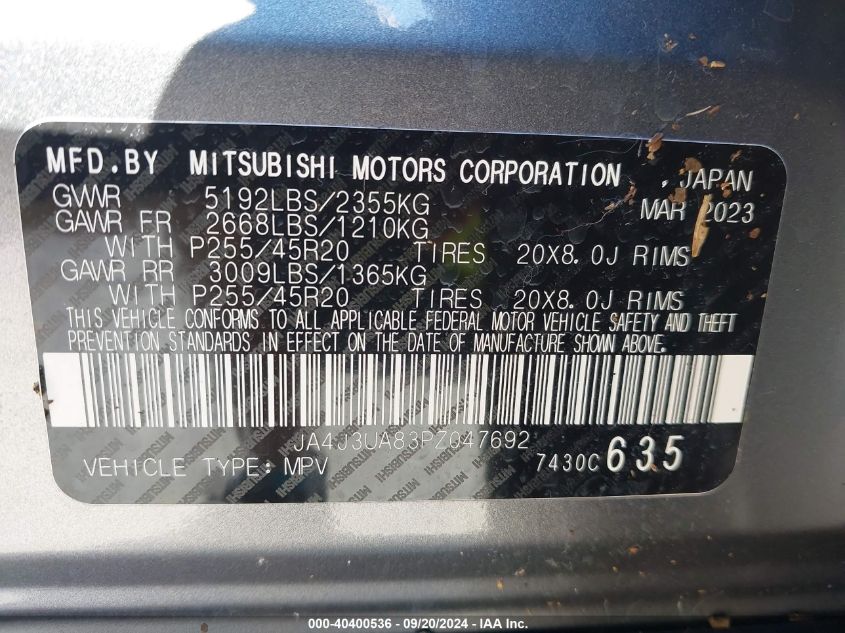 MFD.BY MITSUBISHI MOTORS CORPORATION , JAPAN
GVWR 5192LBS/2355KG MAR 2023
GAWR FR 2668LBS/1210KG
WITH P255/45R20 TIRES 20X8.0J RIMS
GAWR RR 3009LBS/1365KG
WITH P255/45R20 TIRES 20X8.0J RIMS
THIS VEHICLE CONFORMS TO ALL APPLICABLE FEDERAL MOTOR VEHICLE SAFETY AND THEFT
PREVENTION STANDARDS IN EFFECT ON THE DATE OF MANUFACTURE SHOWN ABOVE.
JA4J3UA83PZ047692
VEHICLE TYPE: MPV 7430C 635
000-40400536 - 09/20/2024 - IAA Inc.